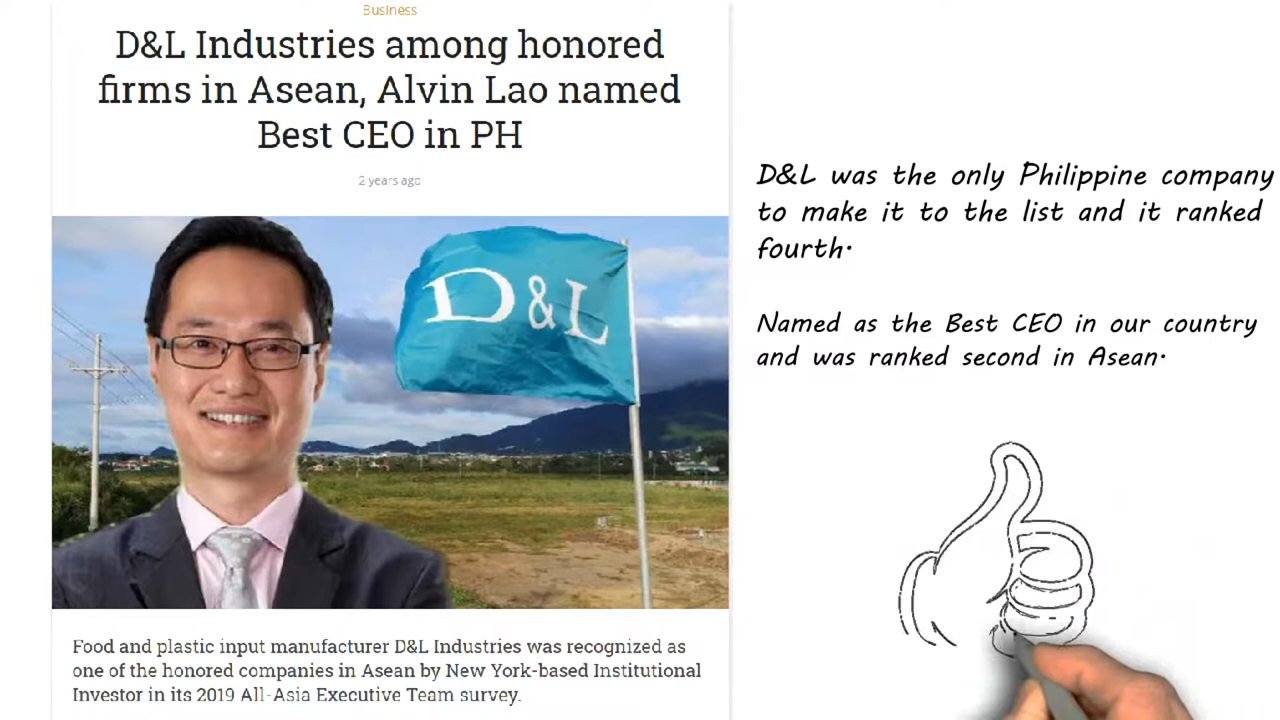 Business
D&L Industries among honored
firms in Asean, Alvin Lao named
Best CEO in PH
2 years ago
D&L
Food and plastic input manufacturer D&L Industries was recognized as
one of the honored companies in Asean by New York-based Institutional
Investor in its 2019 All-Asia Executive Team survey.
D&L was the only Philippine company
to make it to the list and it ranked
fourth.
Named as the Best CEO in our country
and was ranked second in Asean.